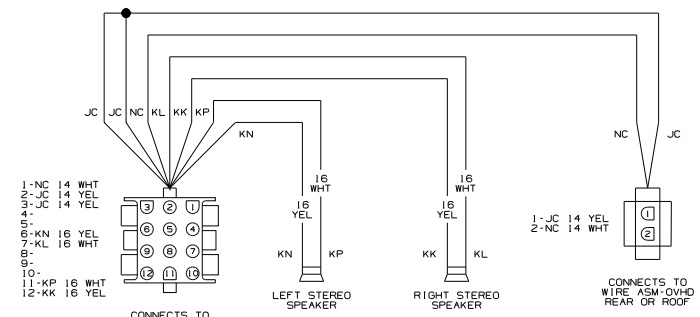 JC JC NC KL KK KP
KN
NC JC
16
WHT
16
WHT
16
YEL
16
YEL
1-NC 14 WHT
2-JC 14 YEL
3-JC 14 YEL
4-
5-
6-KN 16 YEL
7-KL 16 WHT
8-
9-
10-
11-KP 16 WHT
12-KK 16 YEL
3 2 1
6 5 4
9 8 7
12 11 10
CONNECTS TO
KN KP
LEFT STEREO
SPEAKER
KK KL
RIGHT STEREO
SPEAKER
1-JC 14 YEL
2-NC 14 WHT
1
2
CONNECTS TO
WIRE ASM-OVHD
REAR OR ROOF